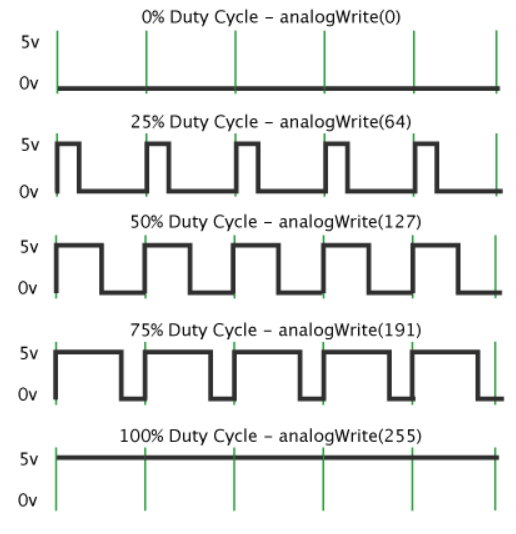 0% Duty Cycle – analogWrite(0)
5v
0v
25% Duty Cycle – analogWrite(64)
5v
0v
50% Duty Cycle – analogWrite(127)
5v
0v
75% Duty Cycle – analogWrite(191)
5v
0v
100% Duty Cycle – analogWrite(255)
5v
0v